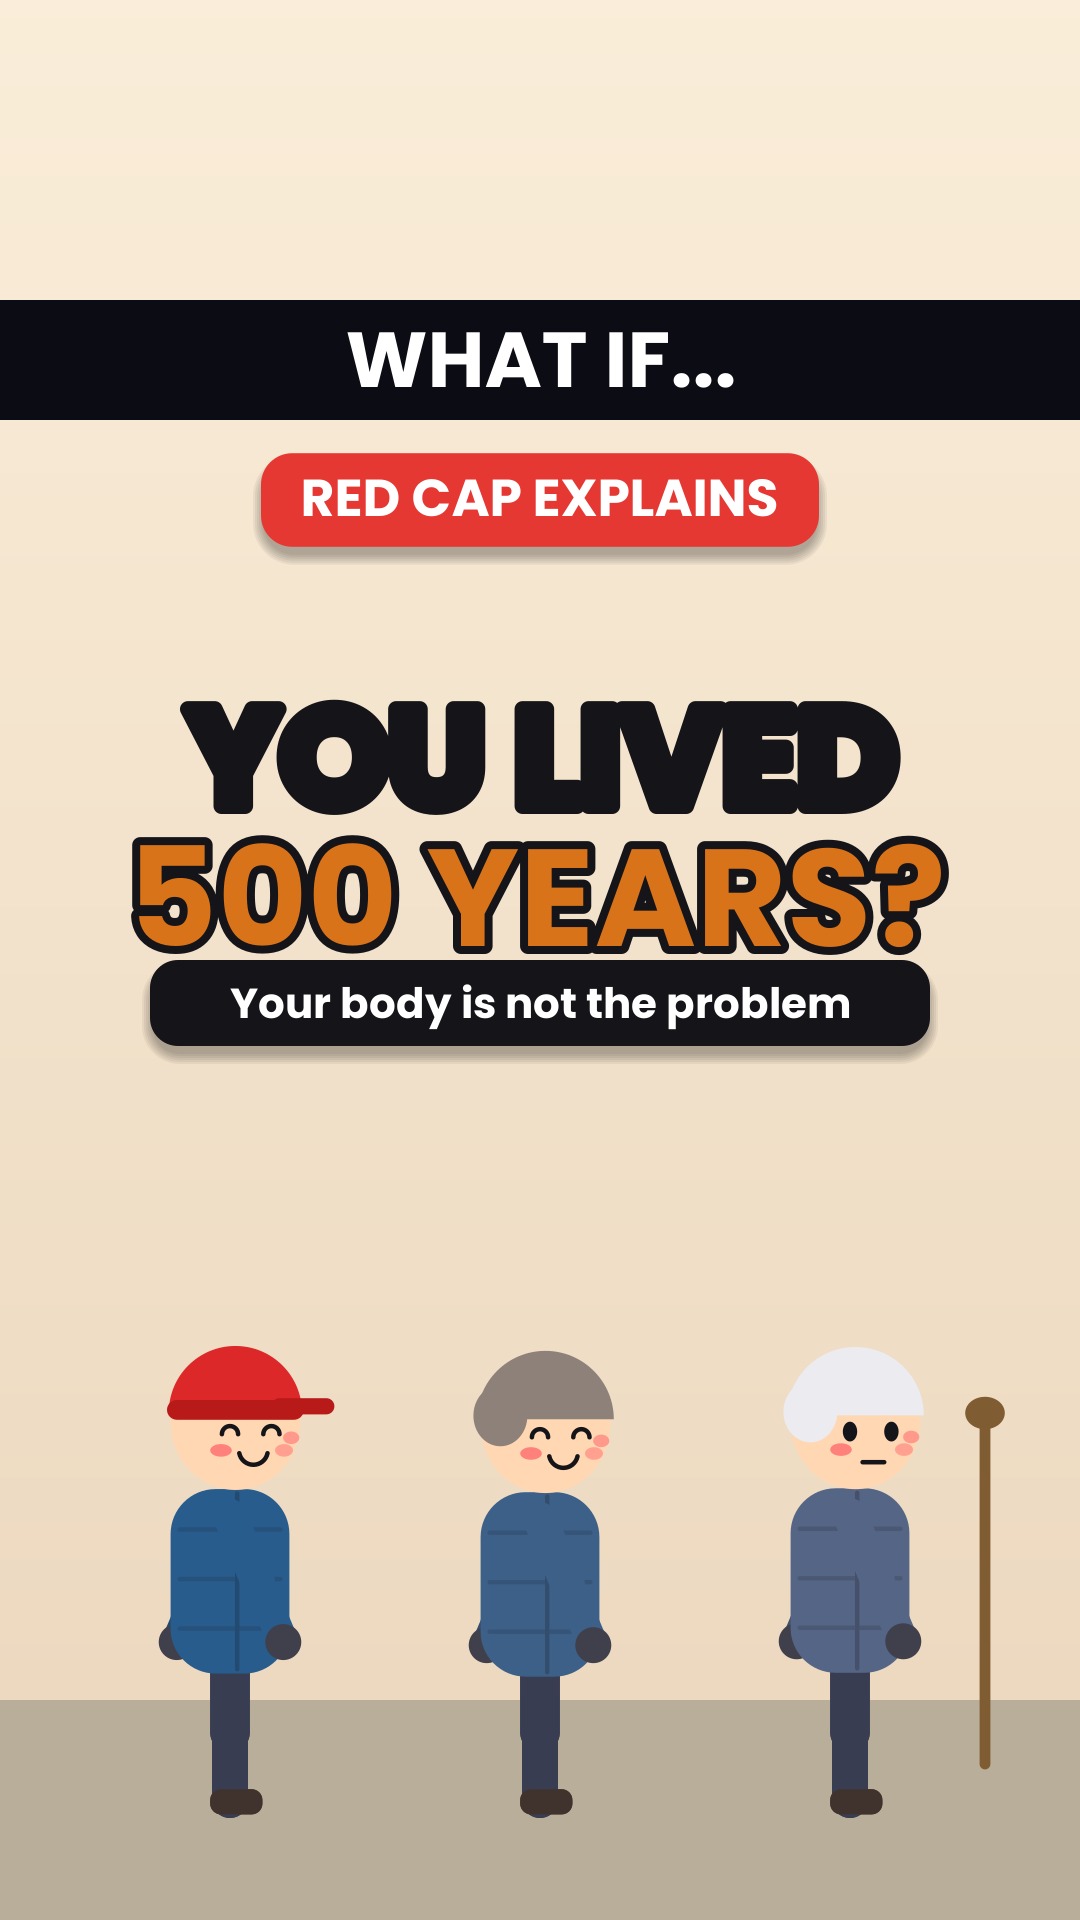 WHAT IF...
RED CAP EXPLAINS
YOU LIVED
500 YEARS?
Your body is not the problem